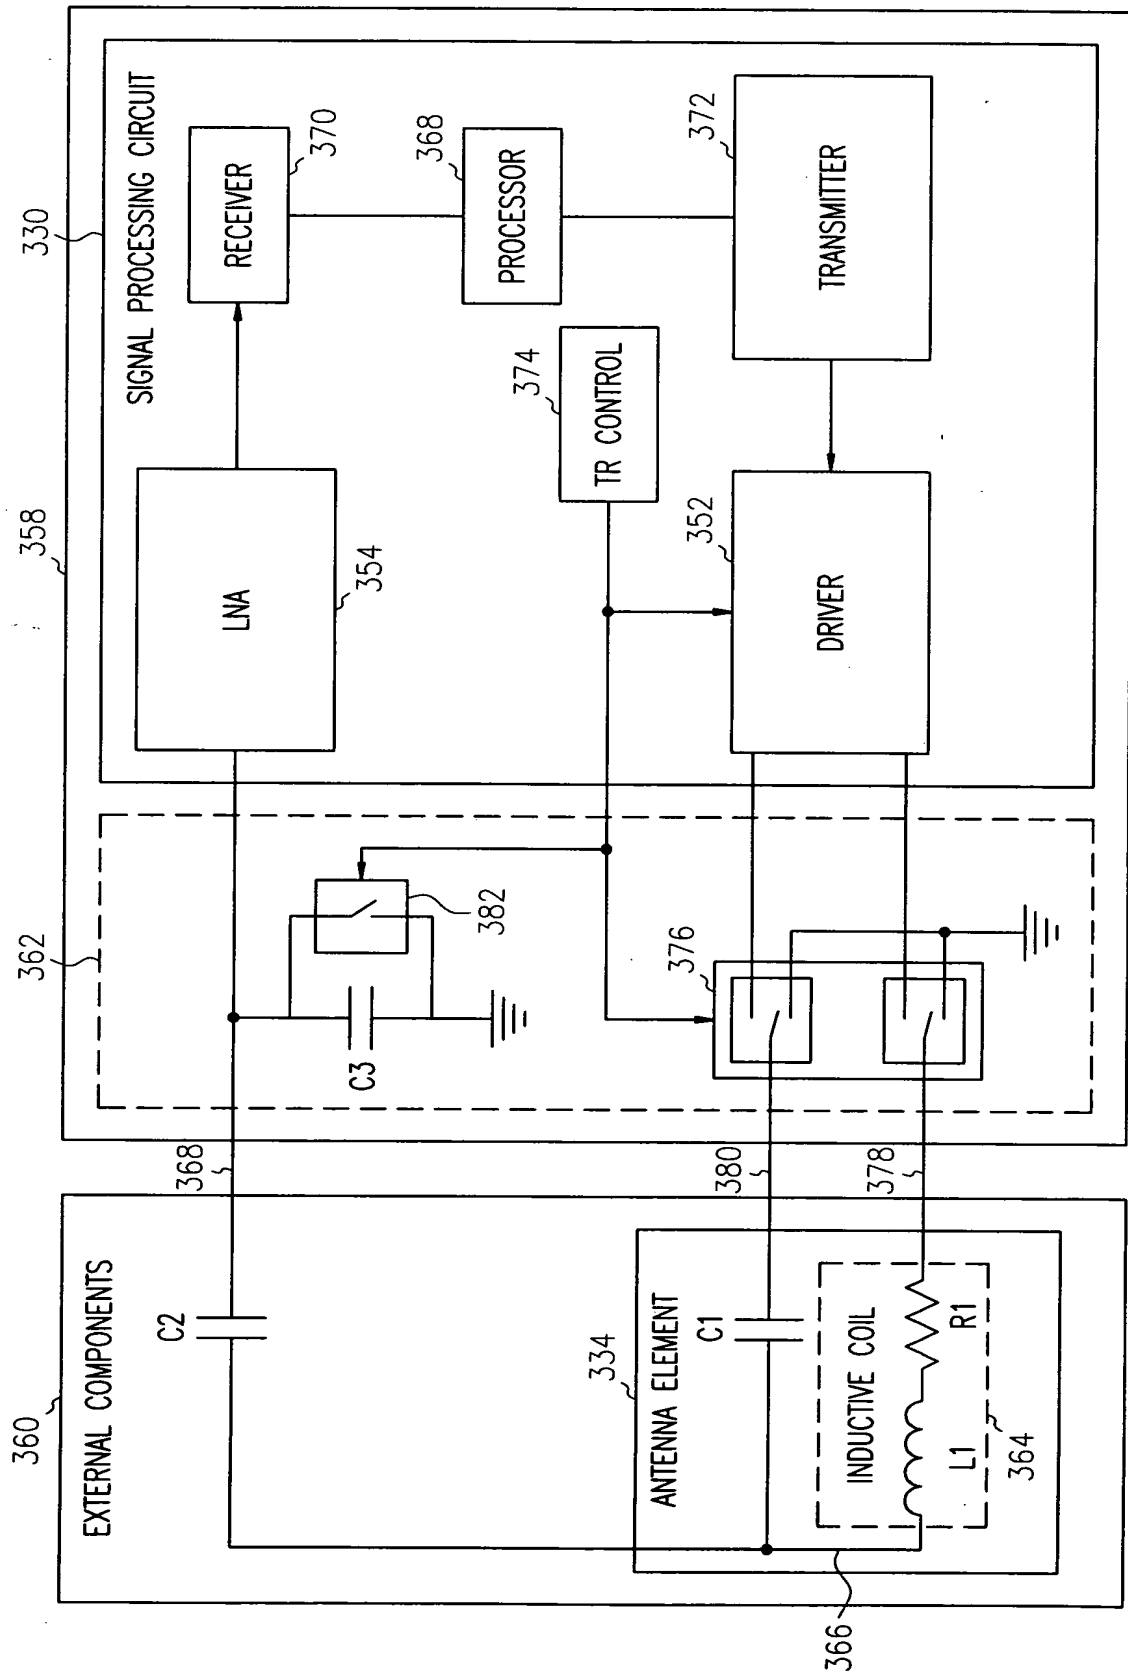 358
330
SIGNAL PROCESSING CIRCUIT
RECEIVER
370
PROCESSOR
368
TRANSMITTER
372
TR CONTROL
374
LNA
354
DRIVER
352
362
382
C3
376
368
380
378
360
EXTERNAL COMPONENTS
C2
334
ANTENNA ELEMENT
C1
INDUCTIVE COIL
L1
R1
364
366